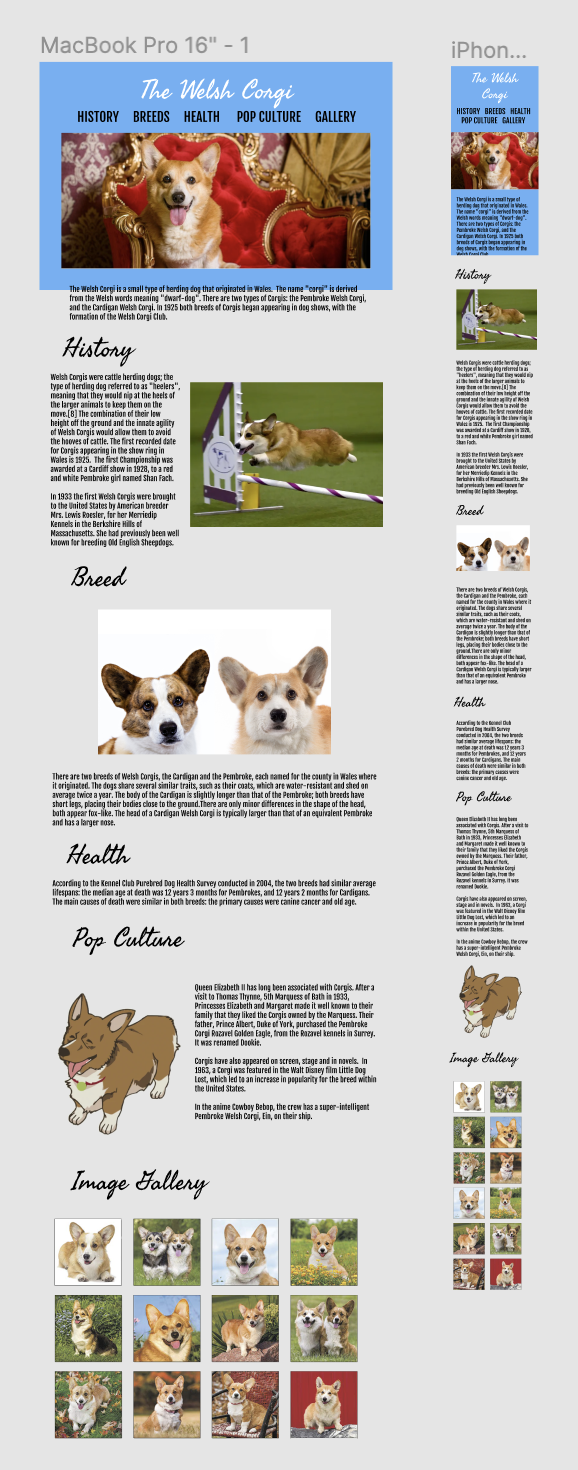 MacBook Pro 16" - 1
The Welsh Corgi
HISTORY BREEDS HEALTH POP CULTURE GALLERY
The Welsh Corgi is a small type of herding dog that originated in Wales. The name "corgi" is derived
from the Welsh words meaning "dwarf-dog". There are two types of Corgis: the Pembroke Welsh Corgi,
and the Cardigan Welsh Corgi. In 1925 both breeds of Corgis began appearing in dog shows, with the
formation of the Welsh Corgi Club.
History
Welsh Corgis were cattle herding dogs; the
type of herding dog referred to as "heelers",
meaning that they would nip at the heels of
the larger animals to keep them on the
move.[8] The combination of their low
height off the ground and the innate agility
of Welsh Corgis would allow them to avoid
the hooves of cattle. The first recorded date
for Corgis appearing in the show ring in
Wales is 1925. The first Championship was
awarded at a Cardiff show in 1928, to a red
and white Pembroke girl named Shan Fach.
In 1933 the first Welsh Corgis were brought
to the United States by American breeder
Mrs. Lewis Roesler, for her Merriedip
Kennels in the Berkshire Hills of
Massachusetts. She had previously been well
known for breeding Old English Sheepdogs.
Breed
There are two breeds of Welsh Corgis, the Cardigan and the Pembroke, each named for the county in Wales where
it originated. The dogs share several similar traits, such as their coats, which are water-resistant and shed on
average twice a year. The body of the Cardigan is slightly longer than that of the Pembroke; both breeds have
short legs, placing their bodies close to the ground.There are only minor differences in the shape of the head,
both appear fox-like. The head of a Cardigan Welsh Corgi is typically larger than that of an equivalent Pembroke
and has a larger nose.
Health
According to the Kennel Club Purebred Dog Health Survey conducted in 2004, the two breeds had similar average
lifespans: the median age at death was 12 years 3 months for Pembrokes, and 12 years 2 months for Cardigans.
The main causes of death were similar in both breeds: the primary causes were canine cancer and old age.
Pop Culture
Queen Elizabeth II has long been associated with Corgis. After a
visit to Thomas Thynne, 5th Marquess of Bath in 1933,
Princesses Elizabeth and Margaret made it well known to their
family that they liked the Corgis owned by the Marquess. Their
father, Prince Albert, Duke of York, purchased the Pembroke
Corgi Rozavel Golden Eagle, from the Rozavel kennels in Surrey.
It was renamed Dookie.
Corgis have also appeared on screen, stage and in novels. In
1963, a Corgi was featured in the Walt Disney film Little Dog
Lost, which led to an increase in popularity for the breed within
the United States.
In the anime Cowboy Bebop, the crew has a super-intelligent
Pembroke Welsh Corgi, Ein, on their ship.
Image Gallery
iPhon...
The Welsh
Corgi
HISTORY BREEDS HEALTH
POP CULTURE GALLERY
The Welsh Corgi is a small type of
herding dog that originated in Wales.
The name "corgi" is derived from the
Welsh words meaning "dwarf-dog".
There are two types of Corgis: the
Pembroke Welsh Corgi, and the
Cardigan Welsh Corgi. In 1925 both
breeds of Corgis began appearing in
dog shows, with the formation of the
Welsh Corgi Club
History
Welsh Corgis were cattle herding dogs;
the type of herding dog referred to as
"heelers", meaning that they would nip
at the heels of the larger animals to
keep them on the move.[8] The
combination of their low height off the
ground and the innate agility of Welsh
Corgis would allow them to avoid the
hooves of cattle. The first recorded date
for Corgis appearing in the show ring in
Wales is 1925. The first Championship
was awarded at a Cardiff show in 1928,
to a red and white Pembroke girl named
Shan Fach.
In 1933 the first Welsh Corgis were
brought to the United States by
American breeder Mrs. Lewis Roesler,
for her Merriedip Kennels in the
Berkshire Hills of Massachusetts. She
had previously been well known for
breeding Old English Sheepdogs.
Breed
There are two breeds of Welsh Corgis,
the Cardigan and the Pembroke, each
named for the county in Wales where it
originated. The dogs share several
similar traits, such as their coats,
which are water-resistant and shed on
average twice a year. The body of the
Cardigan is slightly longer than that of
the Pembroke; both breeds have short
legs, placing their bodies close to the
ground.There are only minor
differences in the shape of the head,
both appear fox-like. The head of a
Cardigan Welsh Corgi is typically larger
than that of an equivalent Pembroke
and has a larger nose.
Health
According to the Kennel Club
Purebred Dog Health Survey
conducted in 2004, the two breeds
had similar average lifespans: the
median age at death was 12 years 3
months for Pembrokes, and 12 years
2 months for Cardigans. The main
causes of death were similar in both
breeds: the primary causes were
canine cancer and old age.
Pop Culture
Queen Elizabeth II has long been
associated with Corgis. After a visit to
Thomas Thynne, 5th Marquess of
Bath in 1933, Princesses Elizabeth
and Margaret made it well known to
their family that they liked the Corgis
owned by the Marquess. Their father,
Prince Albert, Duke of York,
purchased the Pembroke Corgi
Rozavel Golden Eagle, from the
Rozavel kennels in Surrey. It was
renamed Dookie.
Corgis have also appeared on screen,
stage and in novels. In 1963, a Corgi
was featured in the Walt Disney film
Little Dog Lost, which led to an
increase in popularity for the breed
within the United States.
In the anime Cowboy Bebop, the crew
has a super-intelligent Pembroke
Welsh Corgi, Ein, on their ship.
Image Gallery